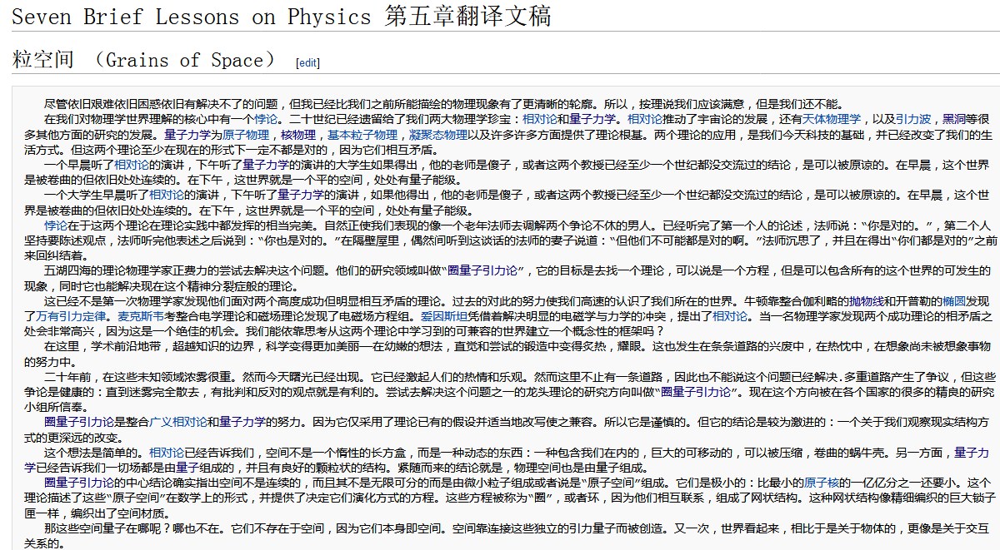 Seven Brief Lessons on Physics 第五章翻译文稿
粒空间 （Grains of Space） [edit]
尽管依旧艰难依旧困惑依旧有解决不了的问题，但我已经比我们之前所能描绘的物理现象有了更清晰的轮廓。所以，按理说我们应该满意，但是我们还不能。
在我们对物理学世界理解的核心中有一个悖论。二十世纪已经遗留给了我们两大物理学珍宝：相对论和量子力学。相对论推动了宇宙论的发展，还有天体物理学，以及引力波，黑洞等很
多其他方面的研究的发展。量子力学为原子物理，核物理，基本粒子物理，凝聚态物理以及许多许多方面提供了理论根基。两个理论的应用，是我们今天科技的基础，并已经改变了我们的生
活方式。但这两个理论至少在现在的形式下一定不都是对的，因为它们相互矛盾。
一个早晨听了相对论的演讲，下午听了量子力学的演讲的大学生如果得出，他的老师是傻子，或者这两个教授已经至少一个世纪都没交流过的结论，是可以被原谅的。在早晨，这个世界
是被卷曲的但依旧处处连续的。在下午，这世界就是一个平的空间，处处有量子能级。
一个大学生早晨听了相对论的演讲，下午听了量子力学的演讲，如果他得出，他的老师是傻子，或者这两个教授已经至少一个世纪都没交流过的结论，是可以被原谅的。在早晨，这个世
界是被卷曲的但依旧处处连续的。在下午，这世界就是一个平的空间，处处有量子能级。
悖论在于这两个理论在理论实践中都发挥的相当完美。自然正使我们表现的像一个老年法师去调解两个争论不休的男人。已经听完了第一个人的论述，法师说：“你是对的。”，第二个人
坚持要陈述观点，法师听完他表述之后说到：“你也是对的。”在隔壁屋里，偶然间听到这谈话的法师的妻子说道：“但他们不可能都是对的啊。”法师沉思了，并且在得出“你们都是对的”之前
来回纠结着。
五湖四海的理论物理学家正费力的尝试去解决这个问题。他们的研究领域叫做“圈量子引力论”，它的目标是去找一个理论，可以说是一个方程，但是可以包含所有的这个世界的可发生的
现象，同时它也能解决现在这个精神分裂症般的理论。
这已经不是第一次物理学家发现他们面对两个高度成功但明显相互矛盾的理论。过去的对此的努力使我们高速的认识了我们所在的世界。牛顿靠整合伽利略的抛物线和开普勒的椭圆发现
了万有引力定律。麦克斯韦考整合电学理论和磁场理论发现了电磁场方程组。爱因斯坦凭借着解决明显的电磁学与力学的冲突，提出了相对论。当一名物理学家发现两个成功理论的相矛盾之
处会非常高兴，因为这是一个绝佳的机会。我们能依靠思考从这两个理论中学习到的可兼容的世界建立一个概念性的框架吗？
在这里，学术前沿地带，超越知识的边界，科学变得更加美丽—在幼嫩的想法，直觉和尝试的锻造中变得炙热，耀眼。这也发生在条条道路的兴废中，在热忱中，在想象尚未被想象事物
的努力中。
二十年前，在这些未知领域浓雾很重。然而今天曙光已经出现。它已经激起人们的热情和乐观。然而这里不止有一条道路，因此也不能说这个问题已经解决.多重道路产生了争议，但这些
争论是健康的：直到迷雾完全散去，有批判和反对的观点就是有利的。尝试去解决这个问题之一的龙头理论的研究方向叫做“圈量子引力论”。现在这个方向被在各个国家的很多的精良的研究
小组所信奉。
圈量子引力论是整合广义相对论和量子力学的努力。因为它仅采用了理论已有的假设并适当地改写使之兼容。所以它是谨慎的。但它的结论是较为激进的：一个关于我们观察现实结构方
式的更深远的改变。
这个想法是简单的。相对论已经告诉我们，空间不是一个惰性的长方盒，而是一种动态的东西：一种包含我们在内的，巨大的可移动的，可以被压缩，卷曲的蜗牛壳。另一方面，量子力
学已经告诉我们一切场都是由量子组成的，并且有良好的颗粒状的结构。紧随而来的结论就是，物理空间也是由量子组成。
圈量子引力论的中心结论确实指出空间不是连续的，而且其不是无限可分的而是由微小粒子组成或者说是“原子空间”组成。它们是极小的：比最小的原子核的一亿亿分之一还要小。这个
理论描述了这些“原子空间”在数学上的形式，并提供了决定它们演化方式的方程。这些方程被称为“圈”，或者环，因为他们相互联系，组成了网状结构。这种网状结构像精细编织的巨大锁子
匣一样，编织出了空间材质。
那这些空间量子在哪呢？哪也不在。它们不存在于空间，因为它们本身即空间。空间靠连接这些独立的引力量子而被创造。又一次，世界看起来，相比于是关于物体的，更像是关于交互
关系的。